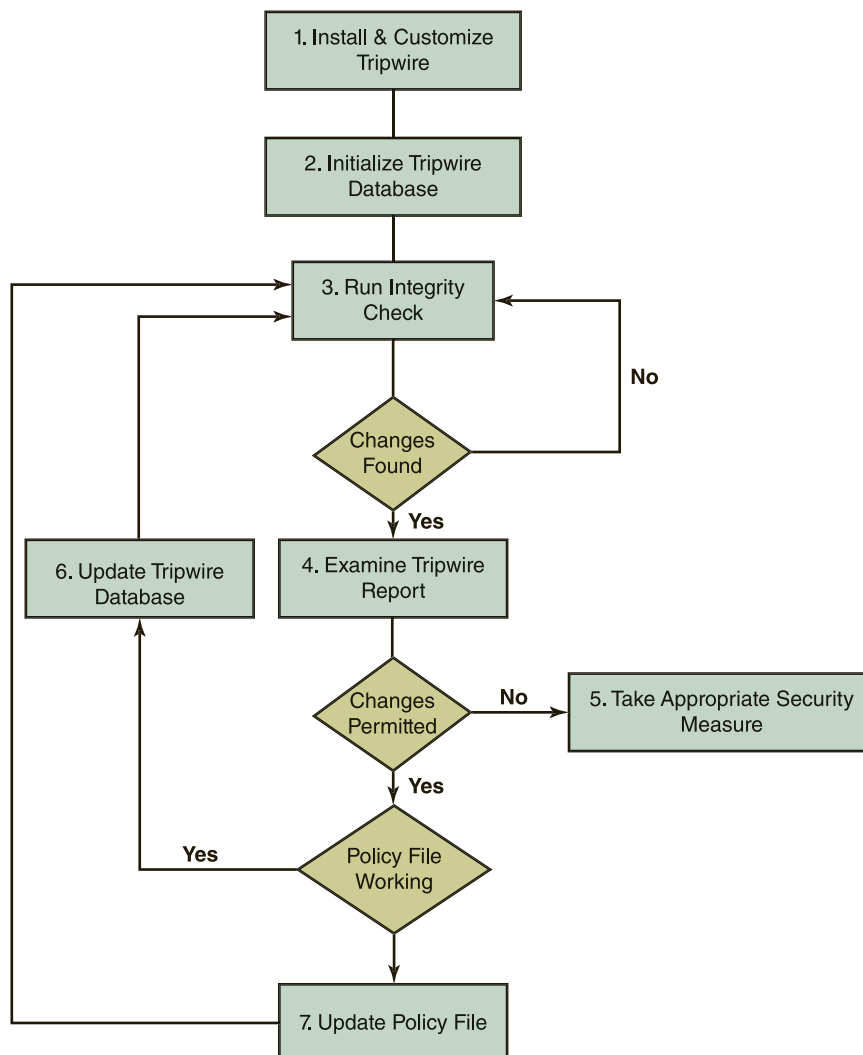 1. Install & Customize
Tripwire
2. Initialize Tripwire
Database
3. Run Integrity
Check
No
Changes
Found
Yes
6. Update Tripwire
Database
4. Examine Tripwire
Report
Changes
Permitted
No
5. Take Appropriate Security
Measure
Yes
Yes
Policy File
Working
7. Update Policy File